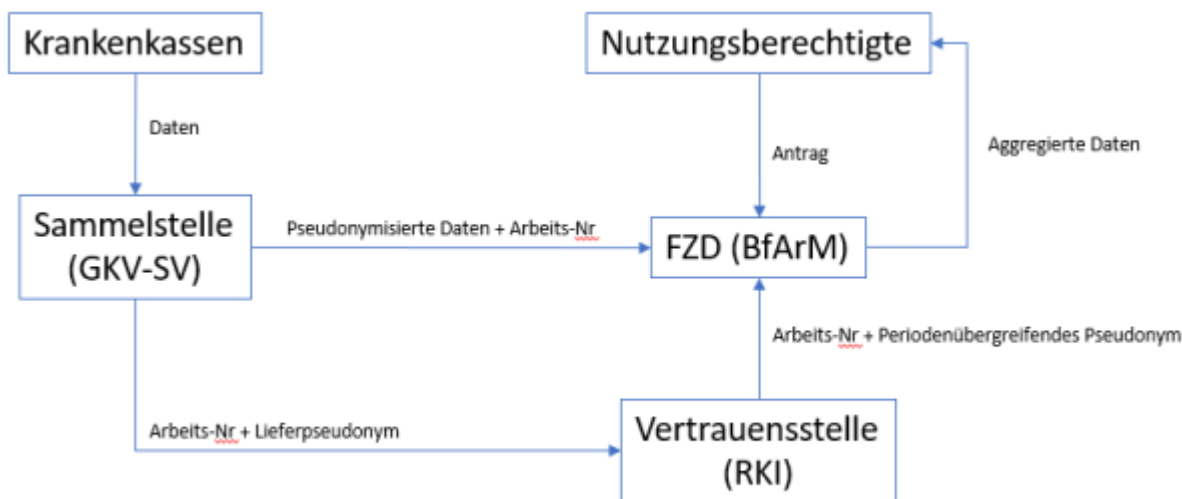 Krankenkassen
Nutzungsberechtigte
Daten
Antrag
Aggregierte Daten
Sammelstelle
(GKV-SV)
Pseudonymisierte Daten + Arbeits-Nr
FZD (BfArM)
Arbeits-Nr + Periodenübergreifendes Pseudonym
Arbeits-Nr + Lieferpseudonym
Vertrauensstelle
(RKI)